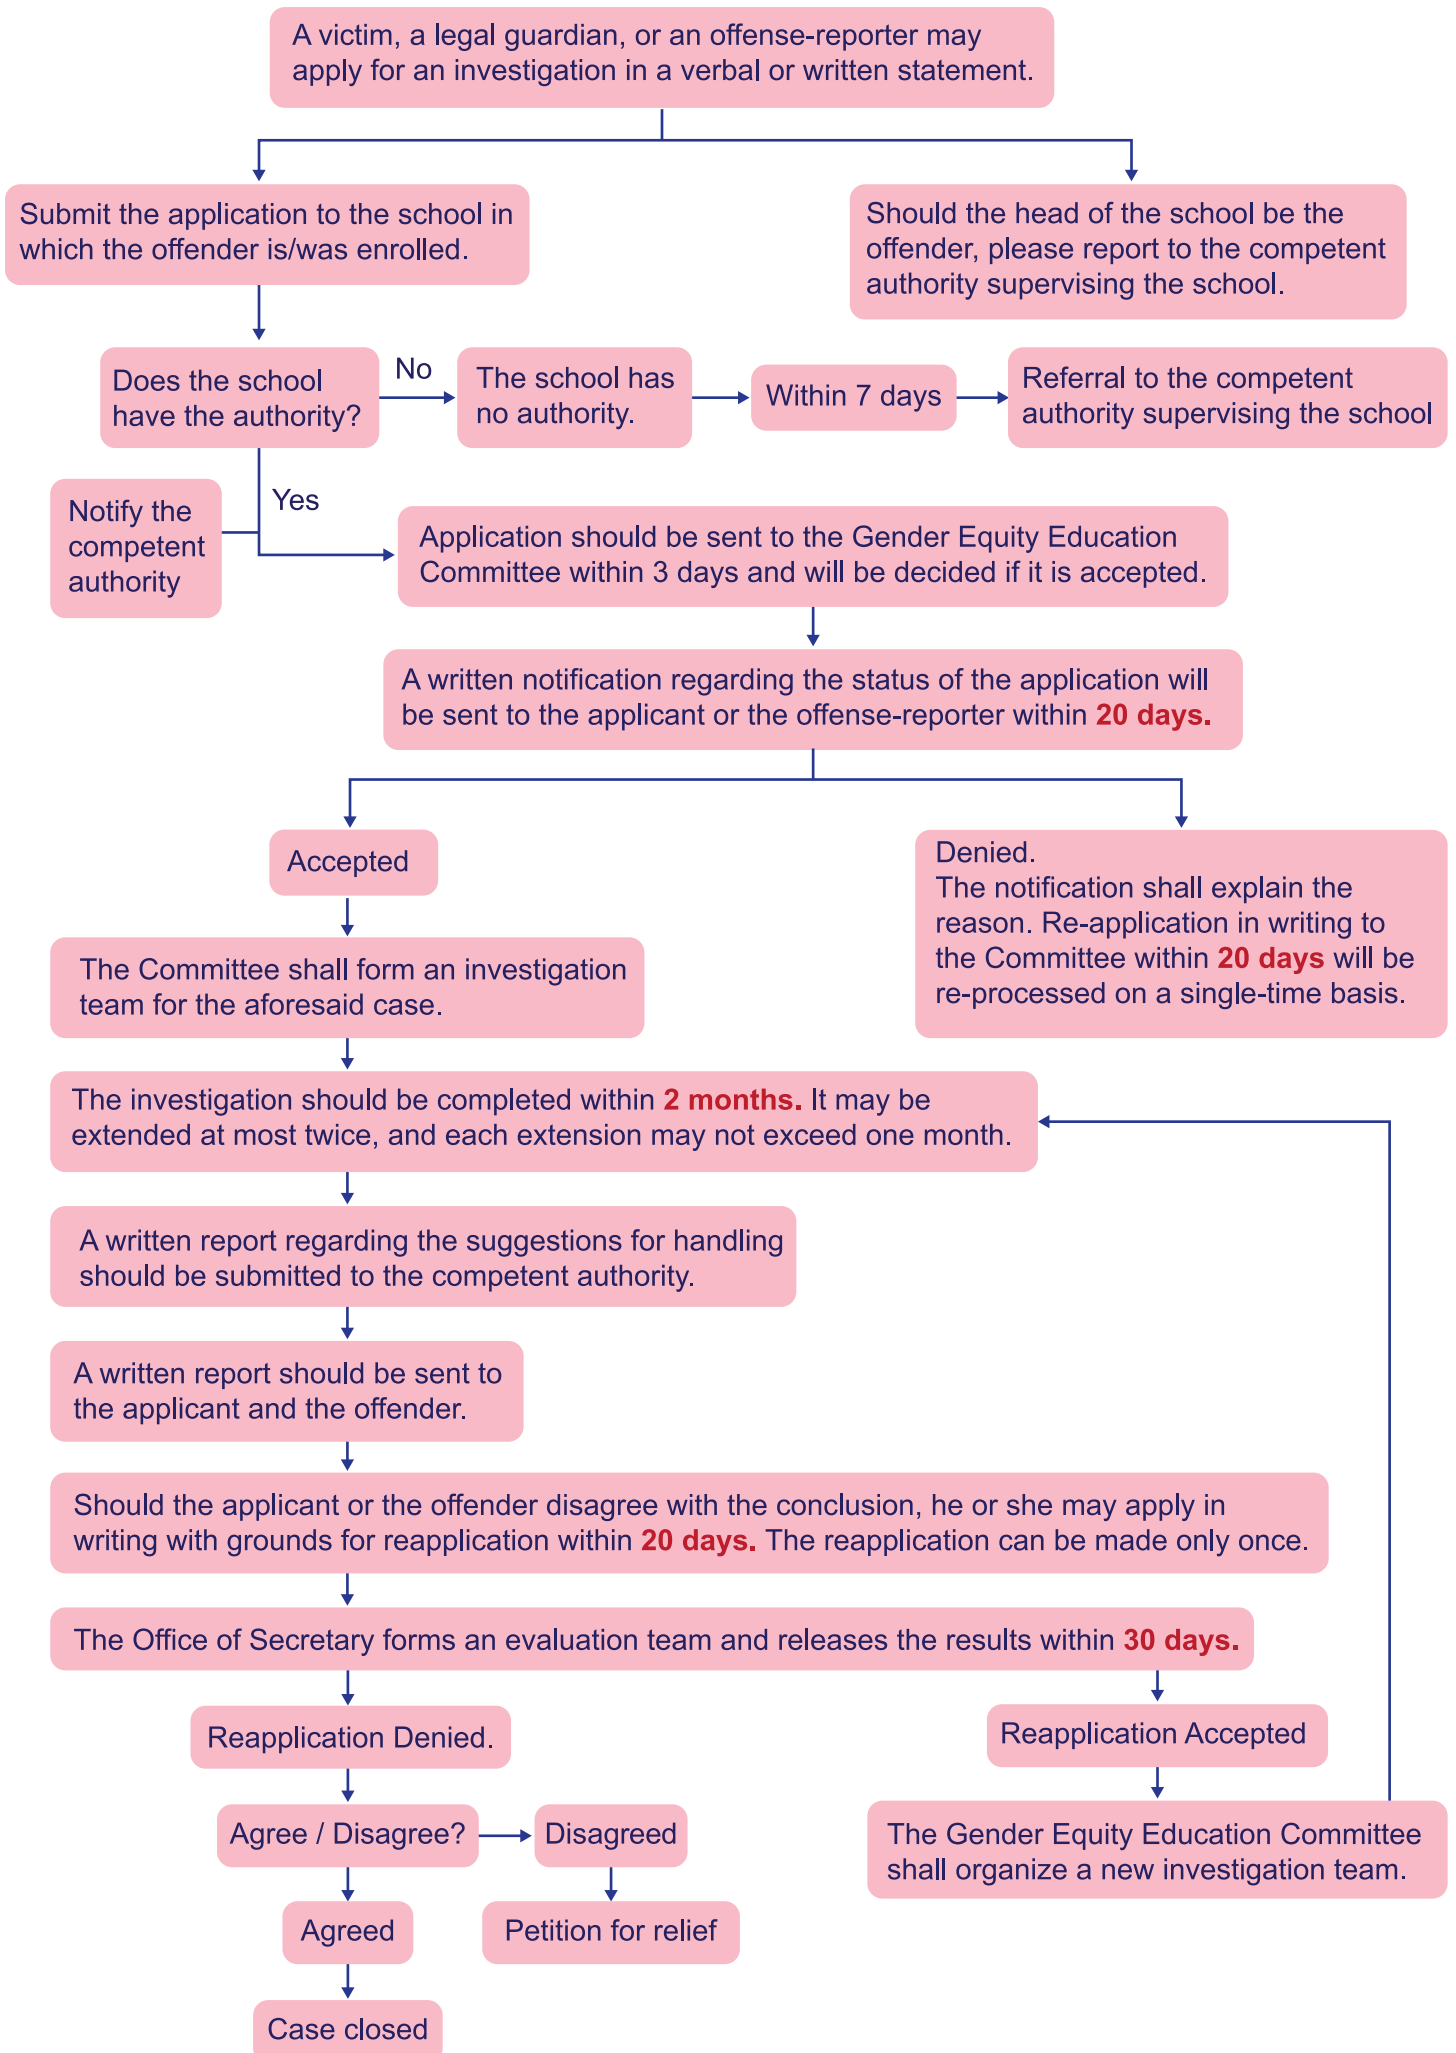 A victim, a legal guardian, or an offense-reporter may
apply for an investigation in a verbal or written statement.
Submit the application to the school in
which the offender is/was enrolled.
Should the head of the school be the
offender, please report to the competent
authority supervising the school.
Does the school
have the authority?
No
The school has
no authority.
Within 7 days
Referral to the competent
authority supervising the school
Notify the
competent
authority
Yes
Application should be sent to the Gender Equity Education
Committee within 3 days and will be decided if it is accepted.
A written notification regarding the status of the application will
be sent to the applicant or the offense-reporter within 20 days.
Accepted
Denied.
The notification shall explain the
reason. Re-application in writing to
the Committee within 20 days will be
re-processed on a single-time basis.
The Committee shall form an investigation
team for the aforesaid case.
The investigation should be completed within 2 months. It may be
extended at most twice, and each extension may not exceed one month.
A written report regarding the suggestions for handling
should be submitted to the competent authority.
A written report should be sent to
the applicant and the offender.
Should the applicant or the offender disagree with the conclusion, he or she may apply in
writing with grounds for reapplication within 20 days. The reapplication can be made only once.
The Office of Secretary forms an evaluation team and releases the results within 30 days.
Reapplication Denied.
Reapplication Accepted
Agree / Disagree?
Disagreed
The Gender Equity Education Committee
shall organize a new investigation team.
Agreed
Petition for relief
Case closed